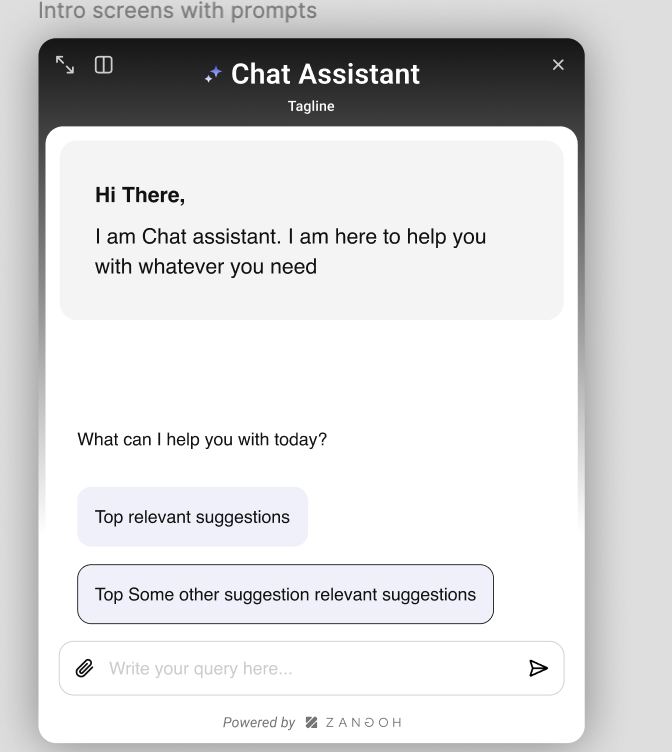 Intro screens with prompts
Chat Assistant
Tagline
Hi There,
I am Chat assistant. I am here to help you
with whatever you need
What can I help you with today?
Top relevant suggestions
Top Some other suggestion relevant suggestions
Write your query here...
Powered by ZANGOH